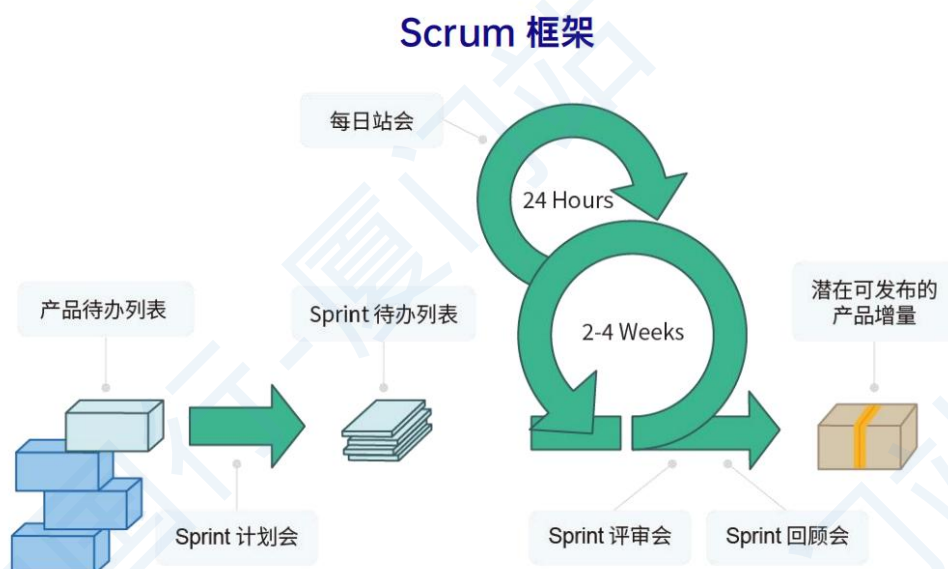 Scrum 框架
每日站会
24 Hours
产品待办列表
Sprint 待办列表
2-4 Weeks
潜在可发布的
产品增量
Sprint 计划会
Sprint 评审会
Sprint 回顾会